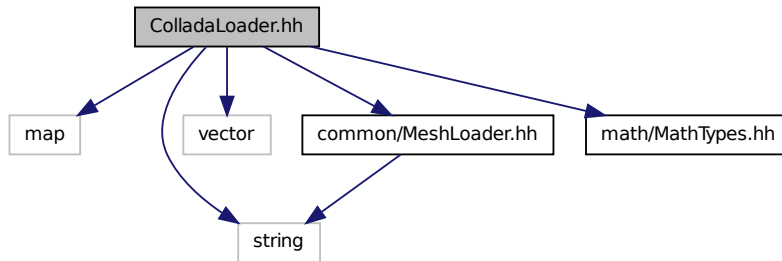 ColladaLoader.hh
map
vector
common/MeshLoader.hh
math/MathTypes.hh
string